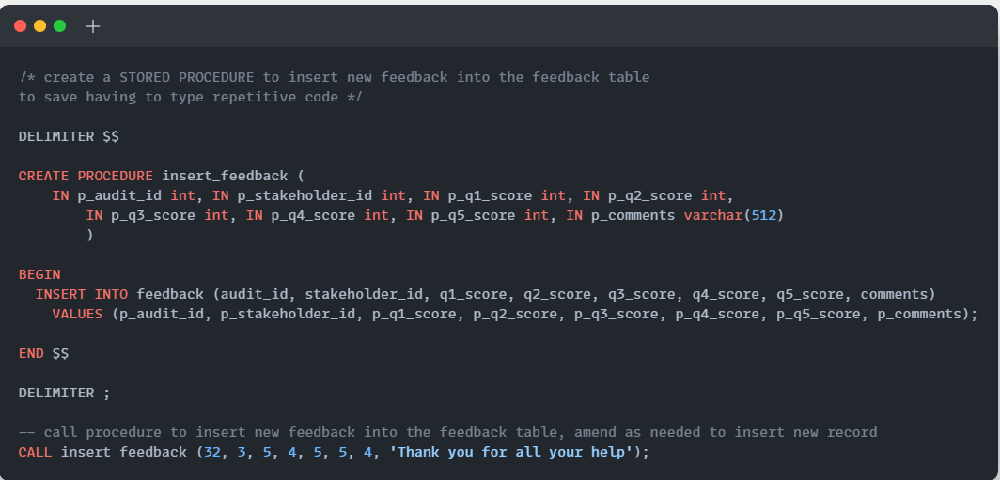 /* create a STORED PROCEDURE to insert new feedback into the feedback table
to save having to type repetitive code */
DELIMITER $$
CREATE PROCEDURE insert_feedback (
IN p_audit_id int, IN p_stakeholder_id int, IN p_q1_score int, IN p_q2_score int,
IN p_q3_score int, IN p_q4_score int, IN p_q5_score int, IN p_comments varchar(512)
)
BEGIN
INSERT INTO feedback (audit_id, stakeholder_id, q1_score, q2_score, q3_score, q4_score, q5_score, comments)
VALUES (p_audit_id, p_stakeholder_id, p_q1_score, p_q2_score, p_q3_score, p_q4_score, p_q5_score, p_comments);
END $$
DELIMITER ;
-- call procedure to insert new feedback into the feedback table, amend as needed to insert new record
CALL insert_feedback (32, 3, 5, 4, 5, 5, 4, 'Thank you for all your help');